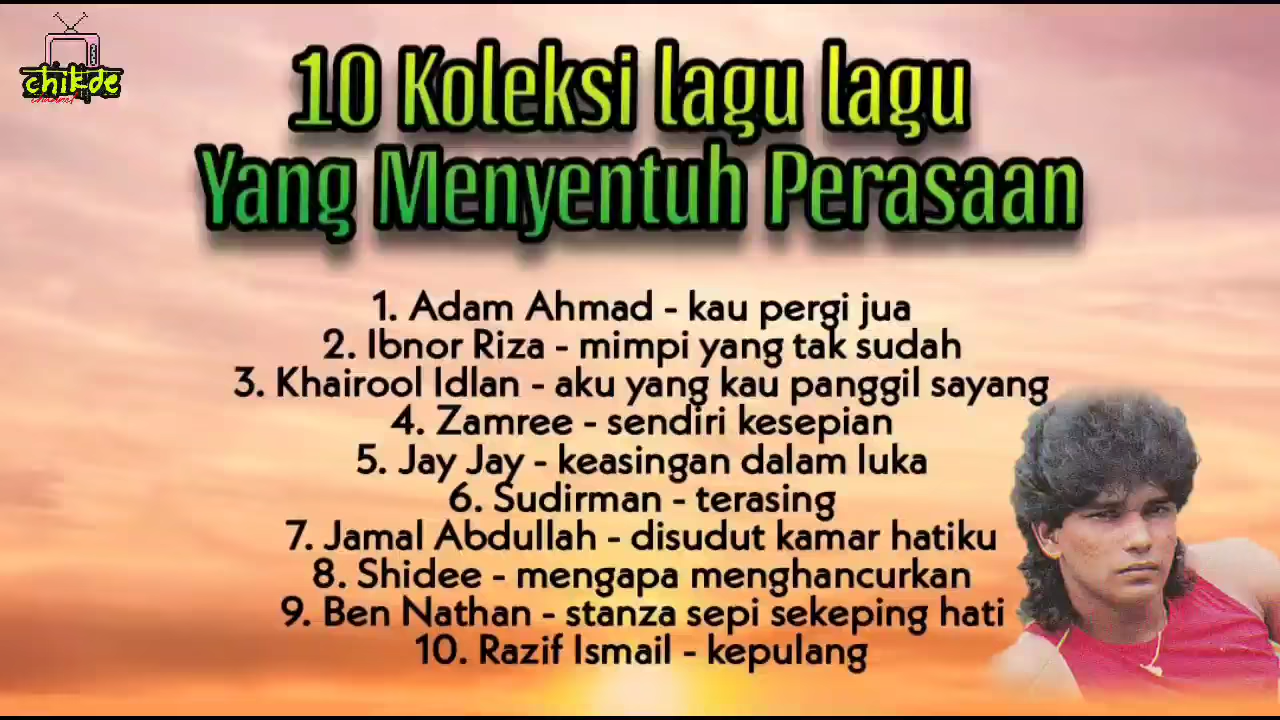 chikde
channel
10 Koleksi lagu lagu
Yang Menyentuh Perasaan
1. Adam Ahmad - kau pergi jua
2. Ibnor Riza - mimpi yang tak sudah
3. Khairool Idlan - aku yang kau panggil sayang
4. Zamree - sendiri kesepian
5. Jay Jay - keasingan dalam luka
6. Sudirman - terasing
7. Jamal Abdullah - disudut kamar hatiku
8. Shidee - mengapa menghancurkan
9. Ben Nathan - stanza sepi sekeping hati
10. Razif Ismail - kepulang